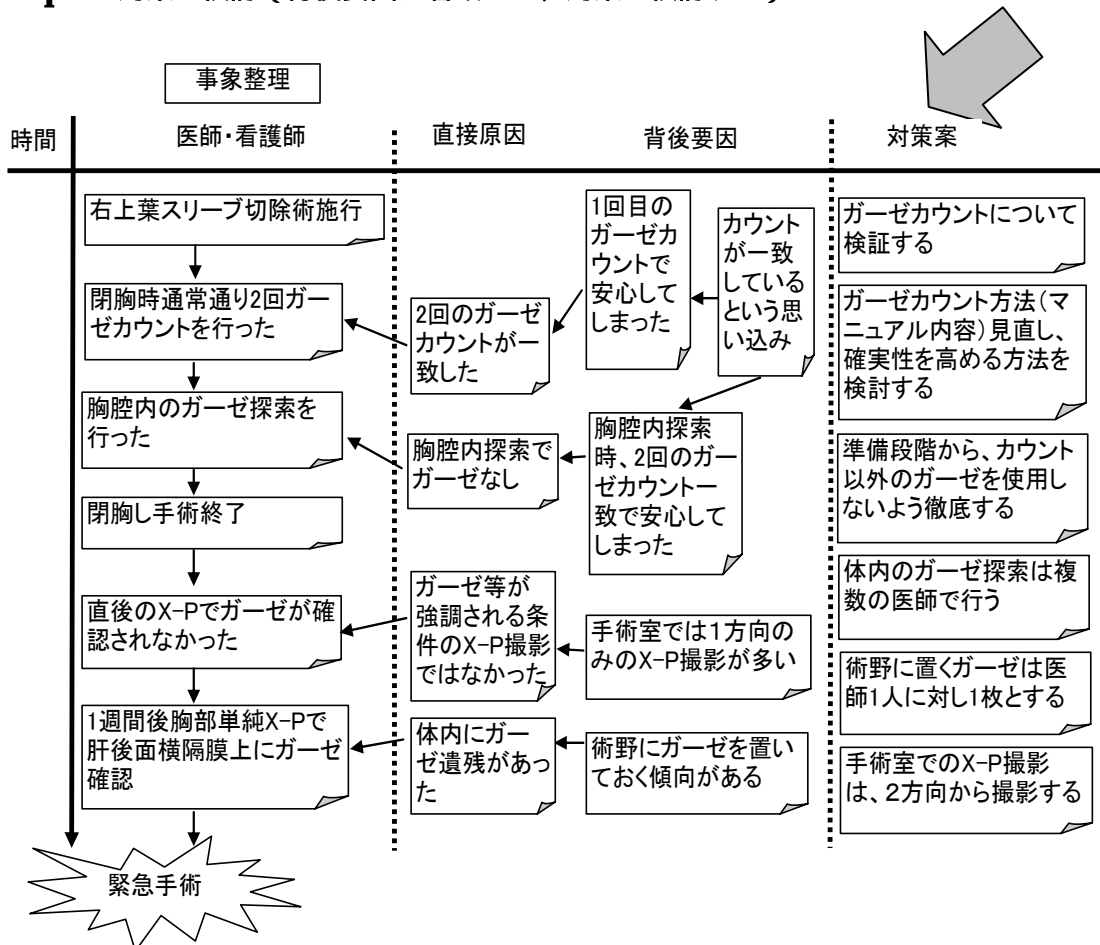 事象整理
時間
医師・看護師
直接原因
背後要因
対策案
右上葉スリーブ切除術施行
閉胸時通常通り2回ガー
ゼカウントを行った
胸腔内のガーゼ探索を
行った
閉胸し手術終了
直後のX-Pでガーゼが確
認されなかった
1週間後胸部単純X-Pで
肝後面横隔膜上にガーゼ
確認
緊急手術
2回のガーゼ
カウントが一
致した
胸腔内探索で
ガーゼなし
ガーゼ等が
強調される条
件のX-P撮影
ではなかった
体内にガー
ゼ遺残があっ
た
1回目の
ガーゼカ
ウントで
安心して
しまった
カウント
が一致
している
という思
い込み
胸腔内探索
時、2回のガー
ゼカウント一
致で安心して
しまった
手術室では1方向の
みのX-P撮影が多い
術野にガーゼを置い
ておく傾向がある
ガーゼカウントについて
検証する
ガーゼカウント方法(マ
ニュアル内容)見直し、
確実性を高める方法を
検討する
準備段階から、カウント
以外のガーゼを使用し
ないよう徹底する
体内のガーゼ探索は複
数の医師で行う
術野に置くガーゼは医
師1人に対し1枚とする
手術室でのX-P撮影
は、2方向から撮影する